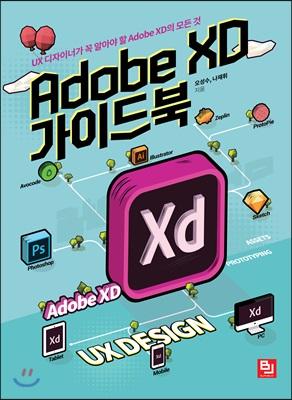 UX 디자이너가 꼭 알아야 할 Adobe XD의 모든 것
Adobe XD
가이드북
오성수, 나재휘
지음
Zeplin
ProtoPie
Ai
Illustrator
Avocode
Xd
Sketch
Ps
Photoshop
ASSETS
PROTOTYPING
Adobe XD
UX DESIGN
Xd
Tablet
Xd
Mobile
Xd
PC
BJ